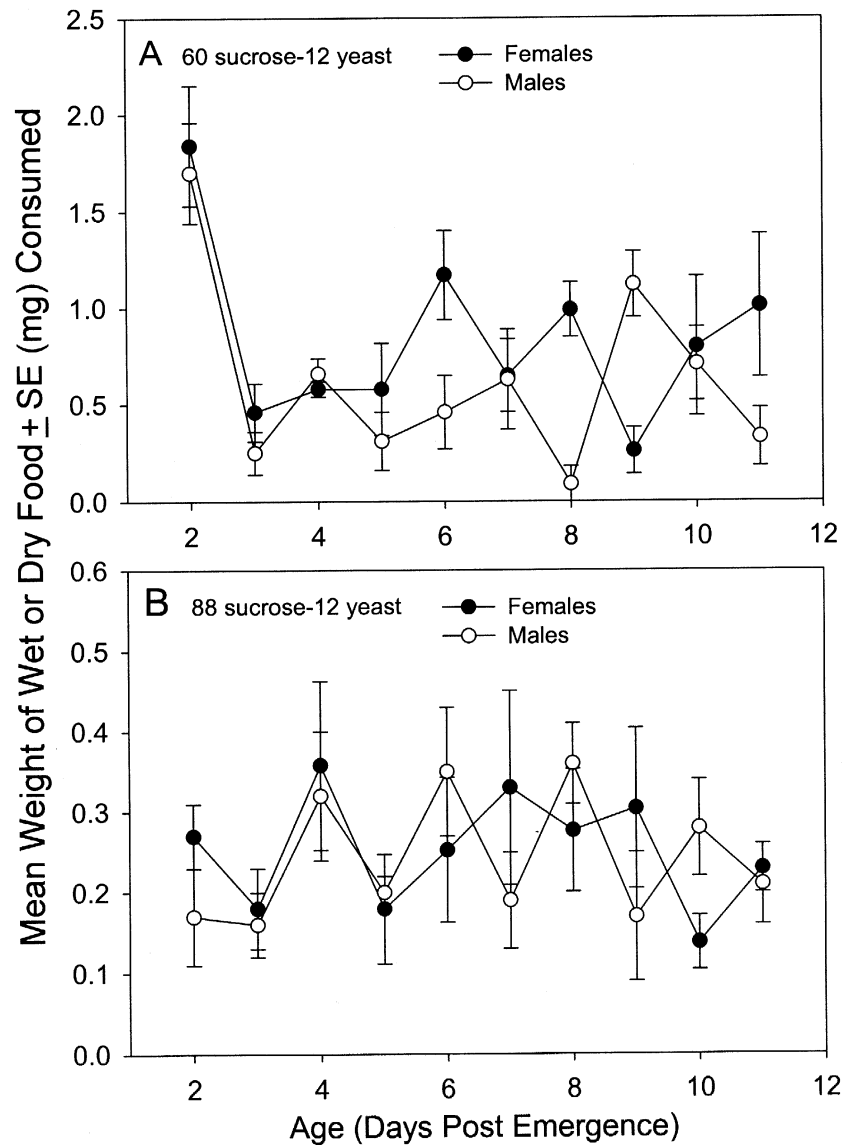 Mean Weight of Wet or Dry Food ± SE (mg) Consumed
2.5
2.0
1.5
1.0
0.5
0.0
A 60 sucrose-12 yeast
Females
Males
2 4 6 8 10 12
0.6
0.5
0.4
0.3
0.2
0.1
0.0
B 88 sucrose-12 yeast
Females
Males
2 4 6 8 10 12
Age (Days Post Emergence)